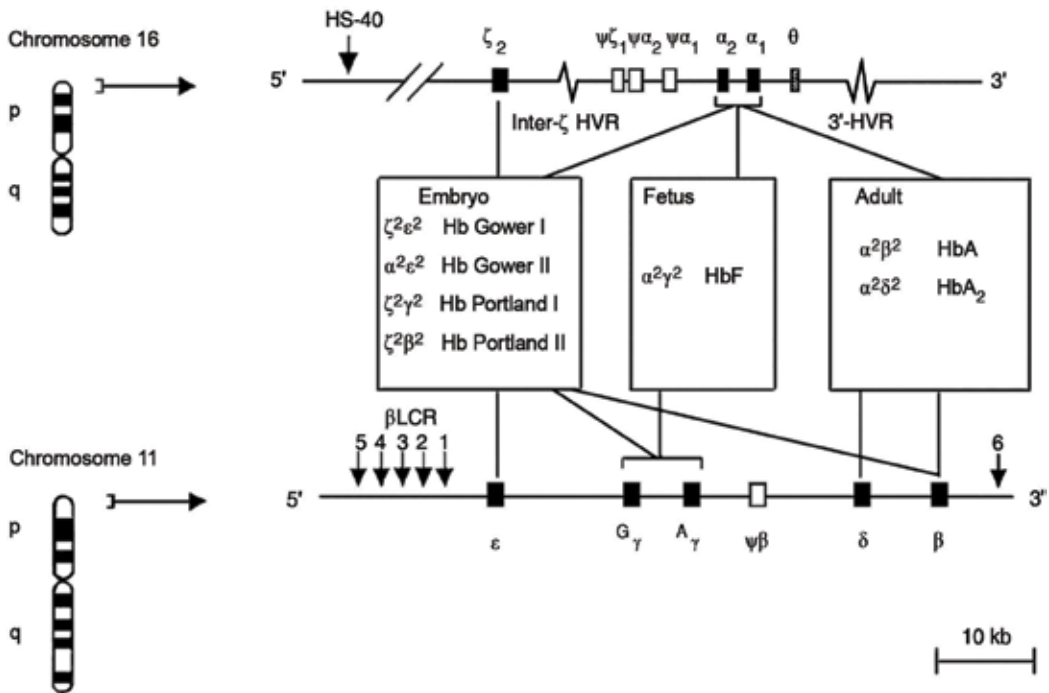 HS-40
Chromosome 16
ζ₂ ψζ₁ ψα₂ ψα₁ α₂ α₁ θ
5' 3'
p
q
Inter-ζ HVR 3'-HVR
Embryo
ζ²ε² Hb Gower I
α²ε² Hb Gower II
ζ²γ² Hb Portland I
ζ²β² Hb Portland II
Fetus
α²γ² HbF
Adult
α²β² HbA
α²δ² HbA₂
βLCR
5 4 3 2 1 6
Chromosome 11
5' 3"
p
q
ε Gγ Aγ ψβ δ β
10 kb